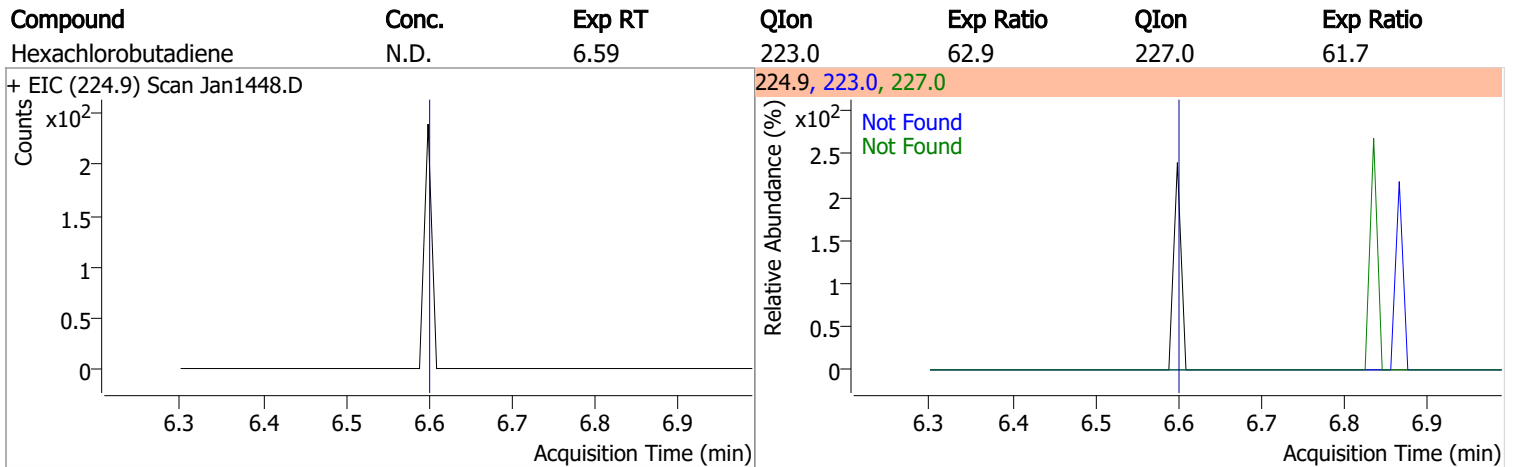 Compound Conc. Exp RT QIon Exp Ratio QIon Exp Ratio
Hexachlorobutadiene N.D. 6.59 223.0 62.9 227.0 61.7
+ EIC (224.9) Scan Jan1448.D
Counts
x10²
2
1.5
1
0.5
0
6.3 6.4 6.5 6.6 6.7 6.8 6.9
Acquisition Time (min)
224.9, 223.0, 227.0
Relative Abundance (%)
x10²
Not Found
Not Found
2.5
2
1.5
1
0.5
0
6.3 6.4 6.5 6.6 6.7 6.8 6.9
Acquisition Time (min)